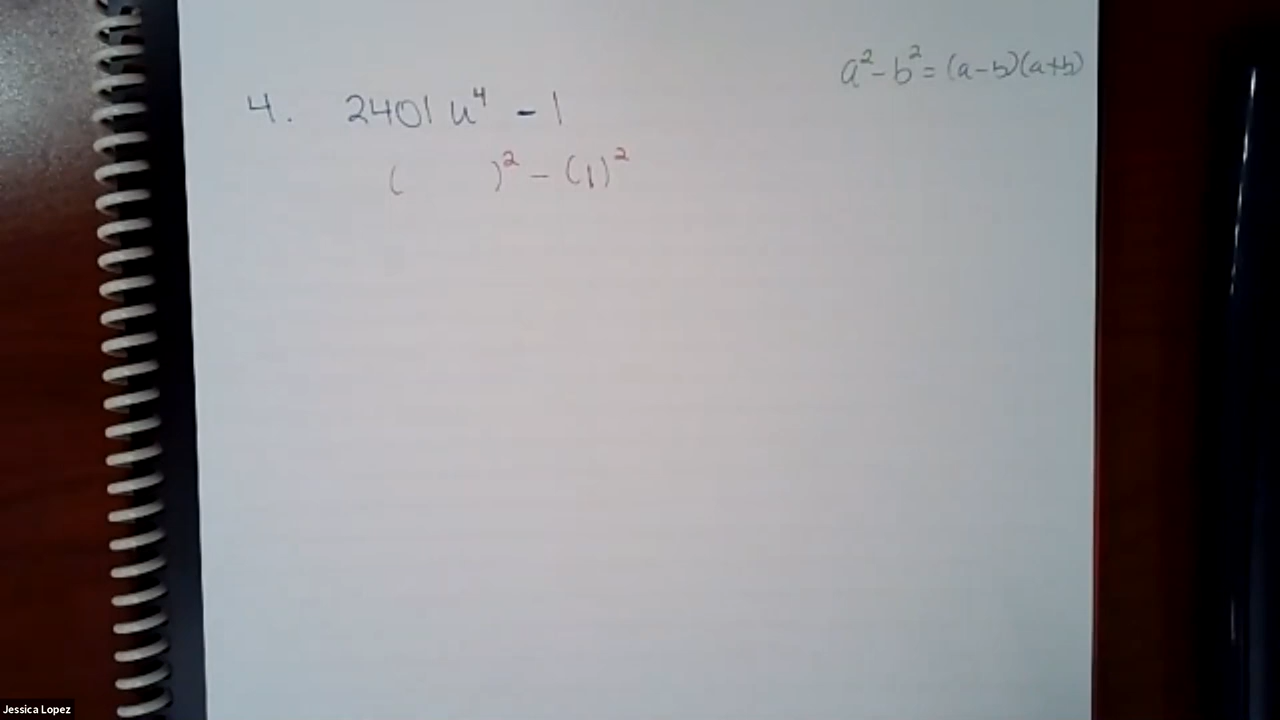 a² - b² = (a-b)(a+b)
4. 2401 u⁴ - 1
( )² - (1)²
Jessica Lopez